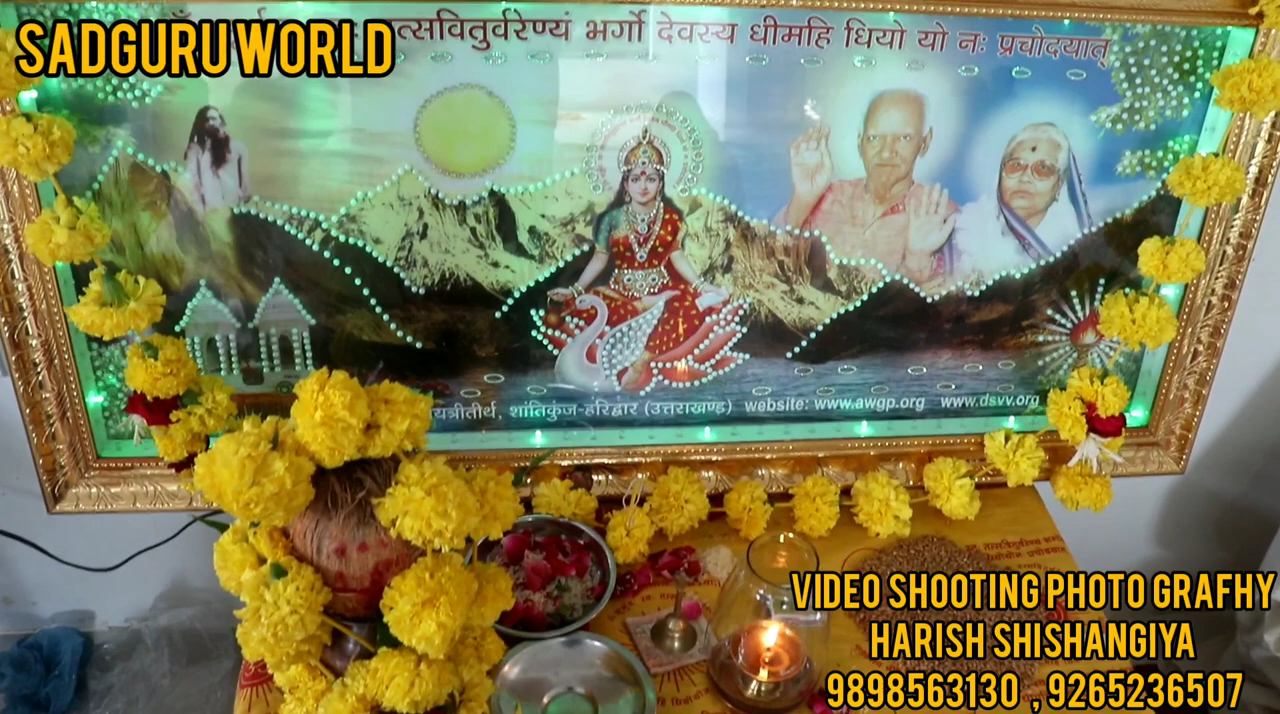 SADGURU WORLD
तत्सवितुर्वरेण्यं भर्गो देवस्य धीमहि धियो यो नः प्रचोदयात्
शांतिकुंज-हरिद्वार (उत्तराखण्ड) website: www.awgp.org www.dsvv.org
VIDEO SHOOTING PHOTO GRAFHY
HARISH SHISHANGIYA
9898563130 , 9265236507